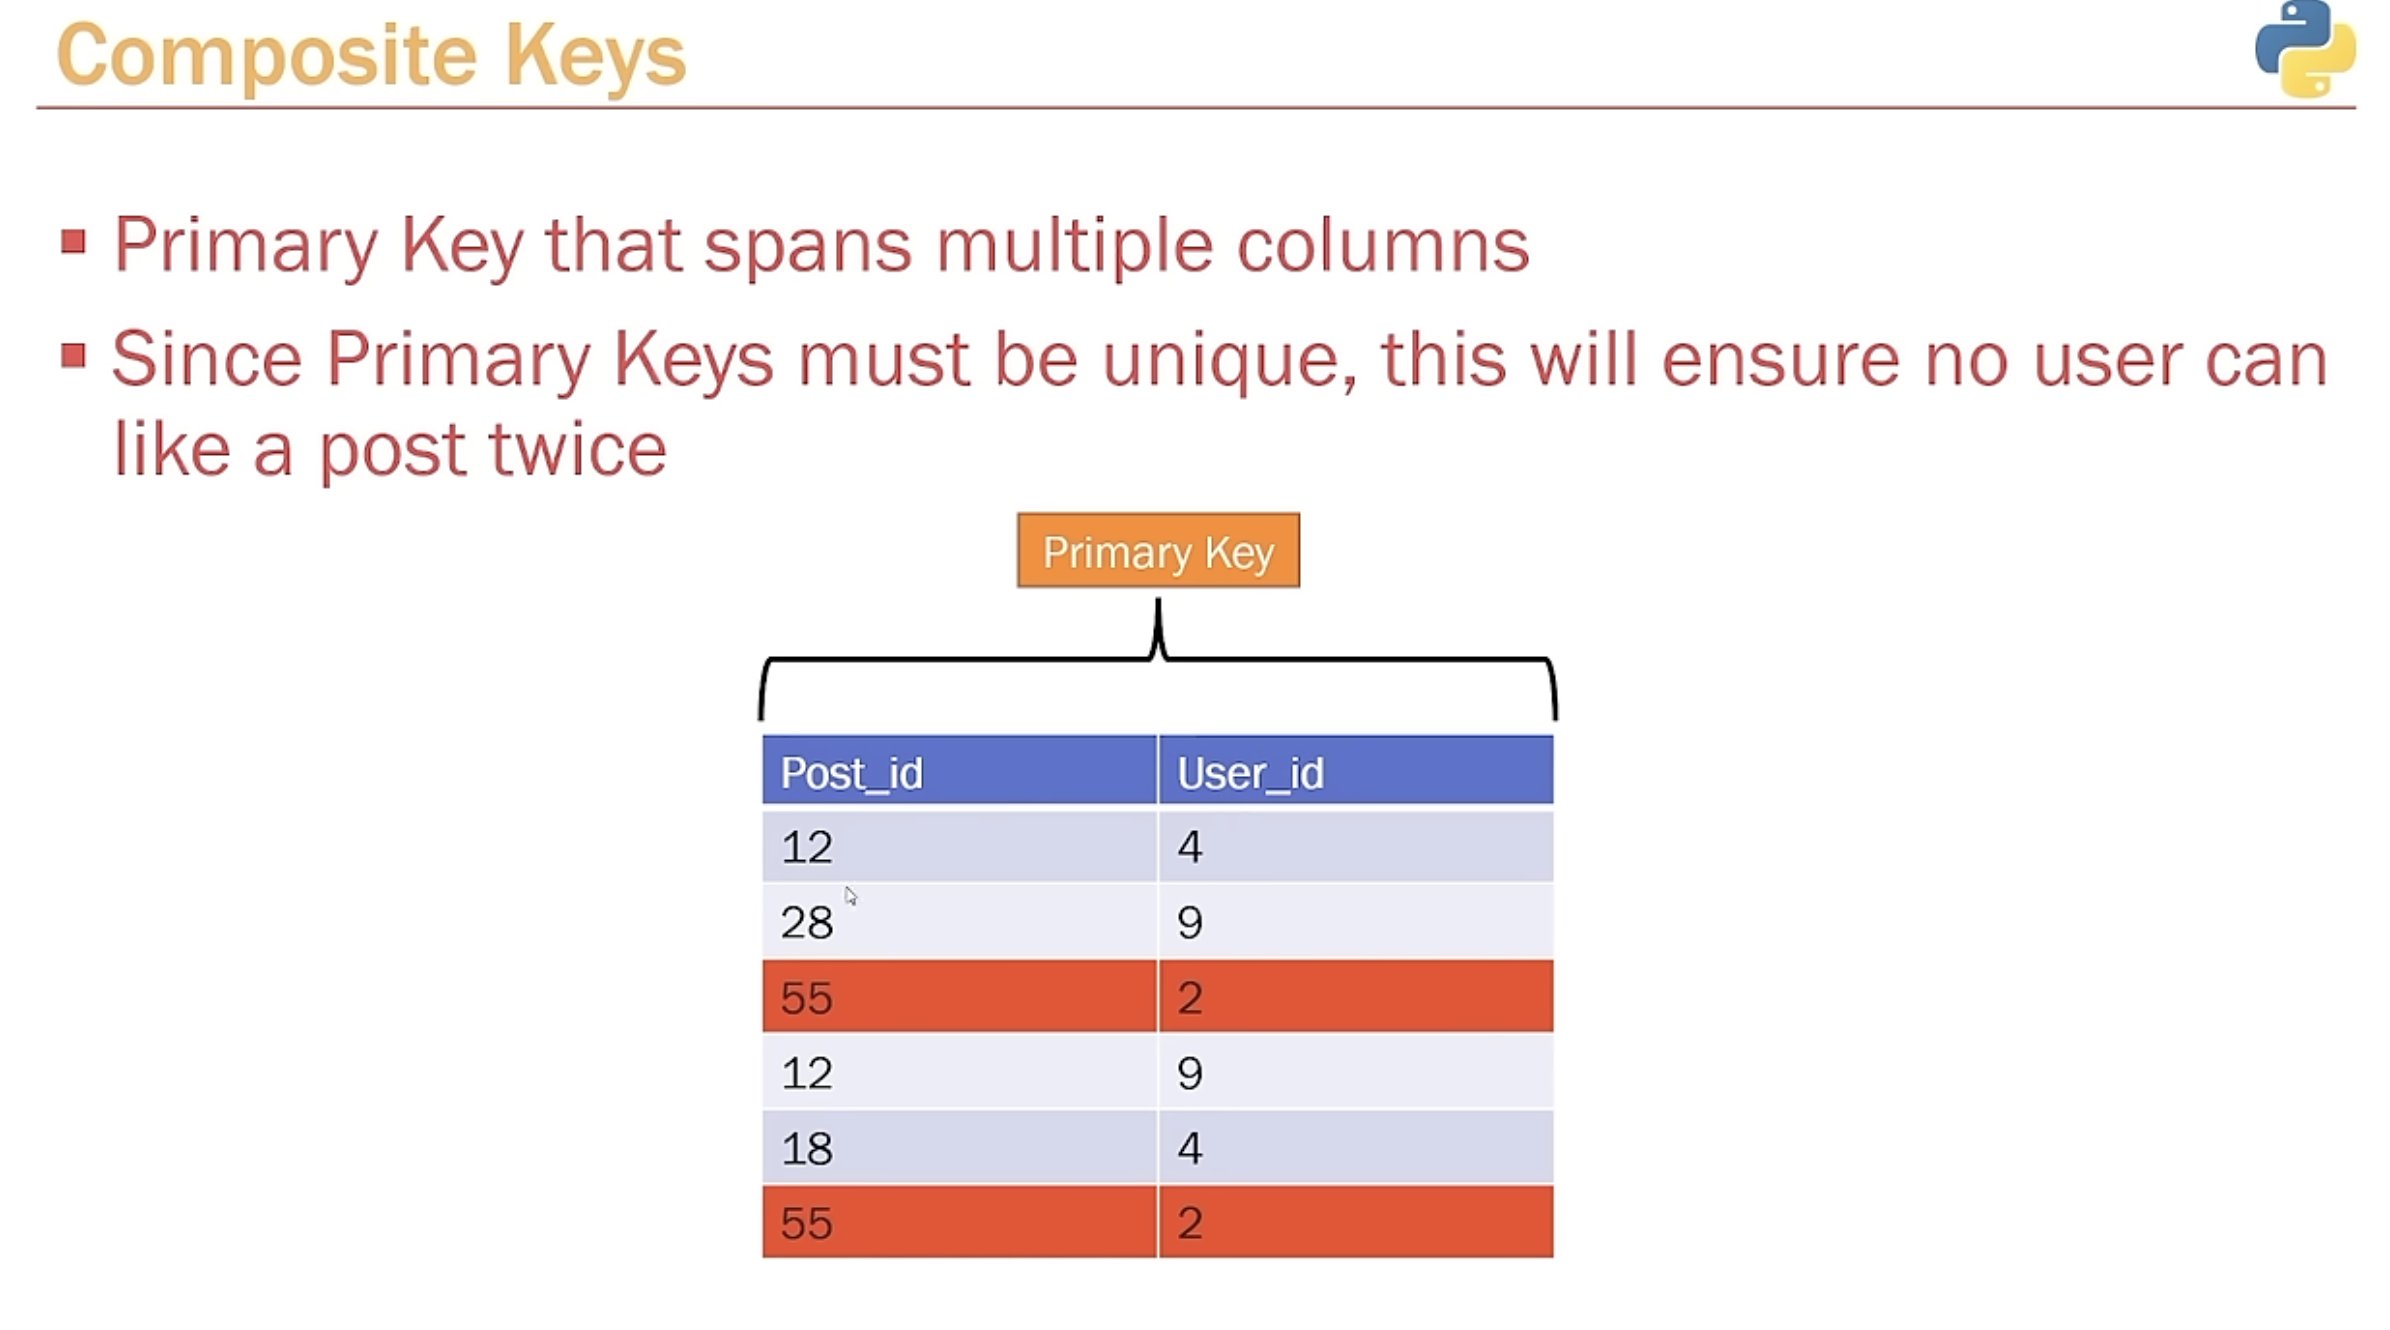 Composite Keys
Primary Key that spans multiple columns
Since Primary Keys must be unique, this will ensure no user can
like a post twice
Primary Key
Post_id User_id
12 4
28 9
55 2
12 9
18 4
55 2